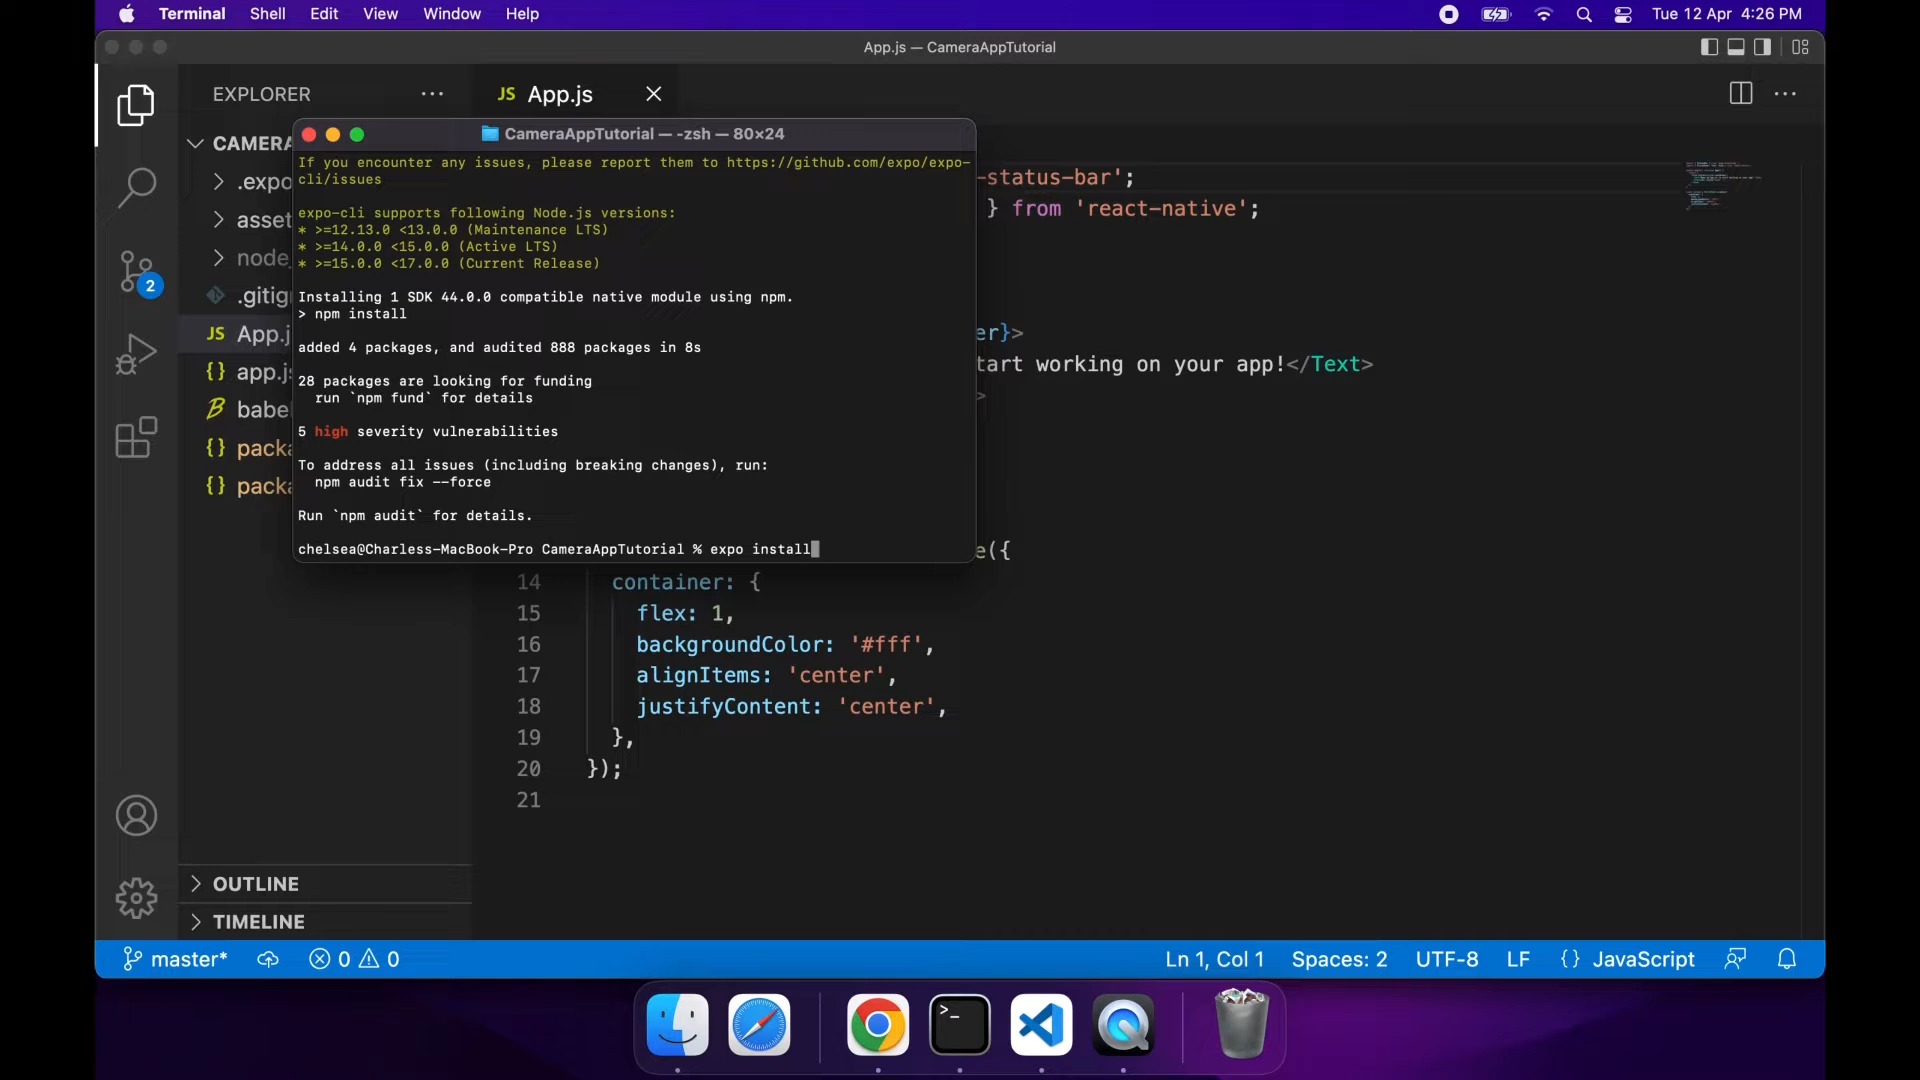 Terminal Shell Edit View Window Help Tue 12 Apr 4:26 PM
App.js — CameraAppTutorial
EXPLORER
JS App.js
CameraAppTutorial — -zsh — 80×24
CAMERA
If you encounter any issues, please report them to https://github.com/expo/expo-
cli/issues
.expo
-status-bar';
asset
expo-cli supports following Node.js versions:
} from 'react-native';
* >=12.13.0 <13.0.0 (Maintenance LTS)
* >=14.0.0 <15.0.0 (Active LTS)
node_
* >=15.0.0 <17.0.0 (Current Release)
2
.gitig
Installing 1 SDK 44.0.0 compatible native module using npm.
> npm install
JS App.j
er}>
added 4 packages, and audited 888 packages in 8s
tart working on your app!</Text>
{} app.js
28 packages are looking for funding
run `npm fund` for details
>
babe
5 high severity vulnerabilities
{} packa
To address all issues (including breaking changes), run:
npm audit fix --force
{} packa
Run `npm audit` for details.
chelsea@Charless-MacBook-Pro CameraAppTutorial % expo install
e({
14 container: {
15 flex: 1,
16 backgroundColor: '#fff',
17 alignItems: 'center',
18 justifyContent: 'center',
19 },
20 });
21
OUTLINE
TIMELINE
master* 0 0 Ln 1, Col 1 Spaces: 2 UTF-8 LF {} JavaScript
>_